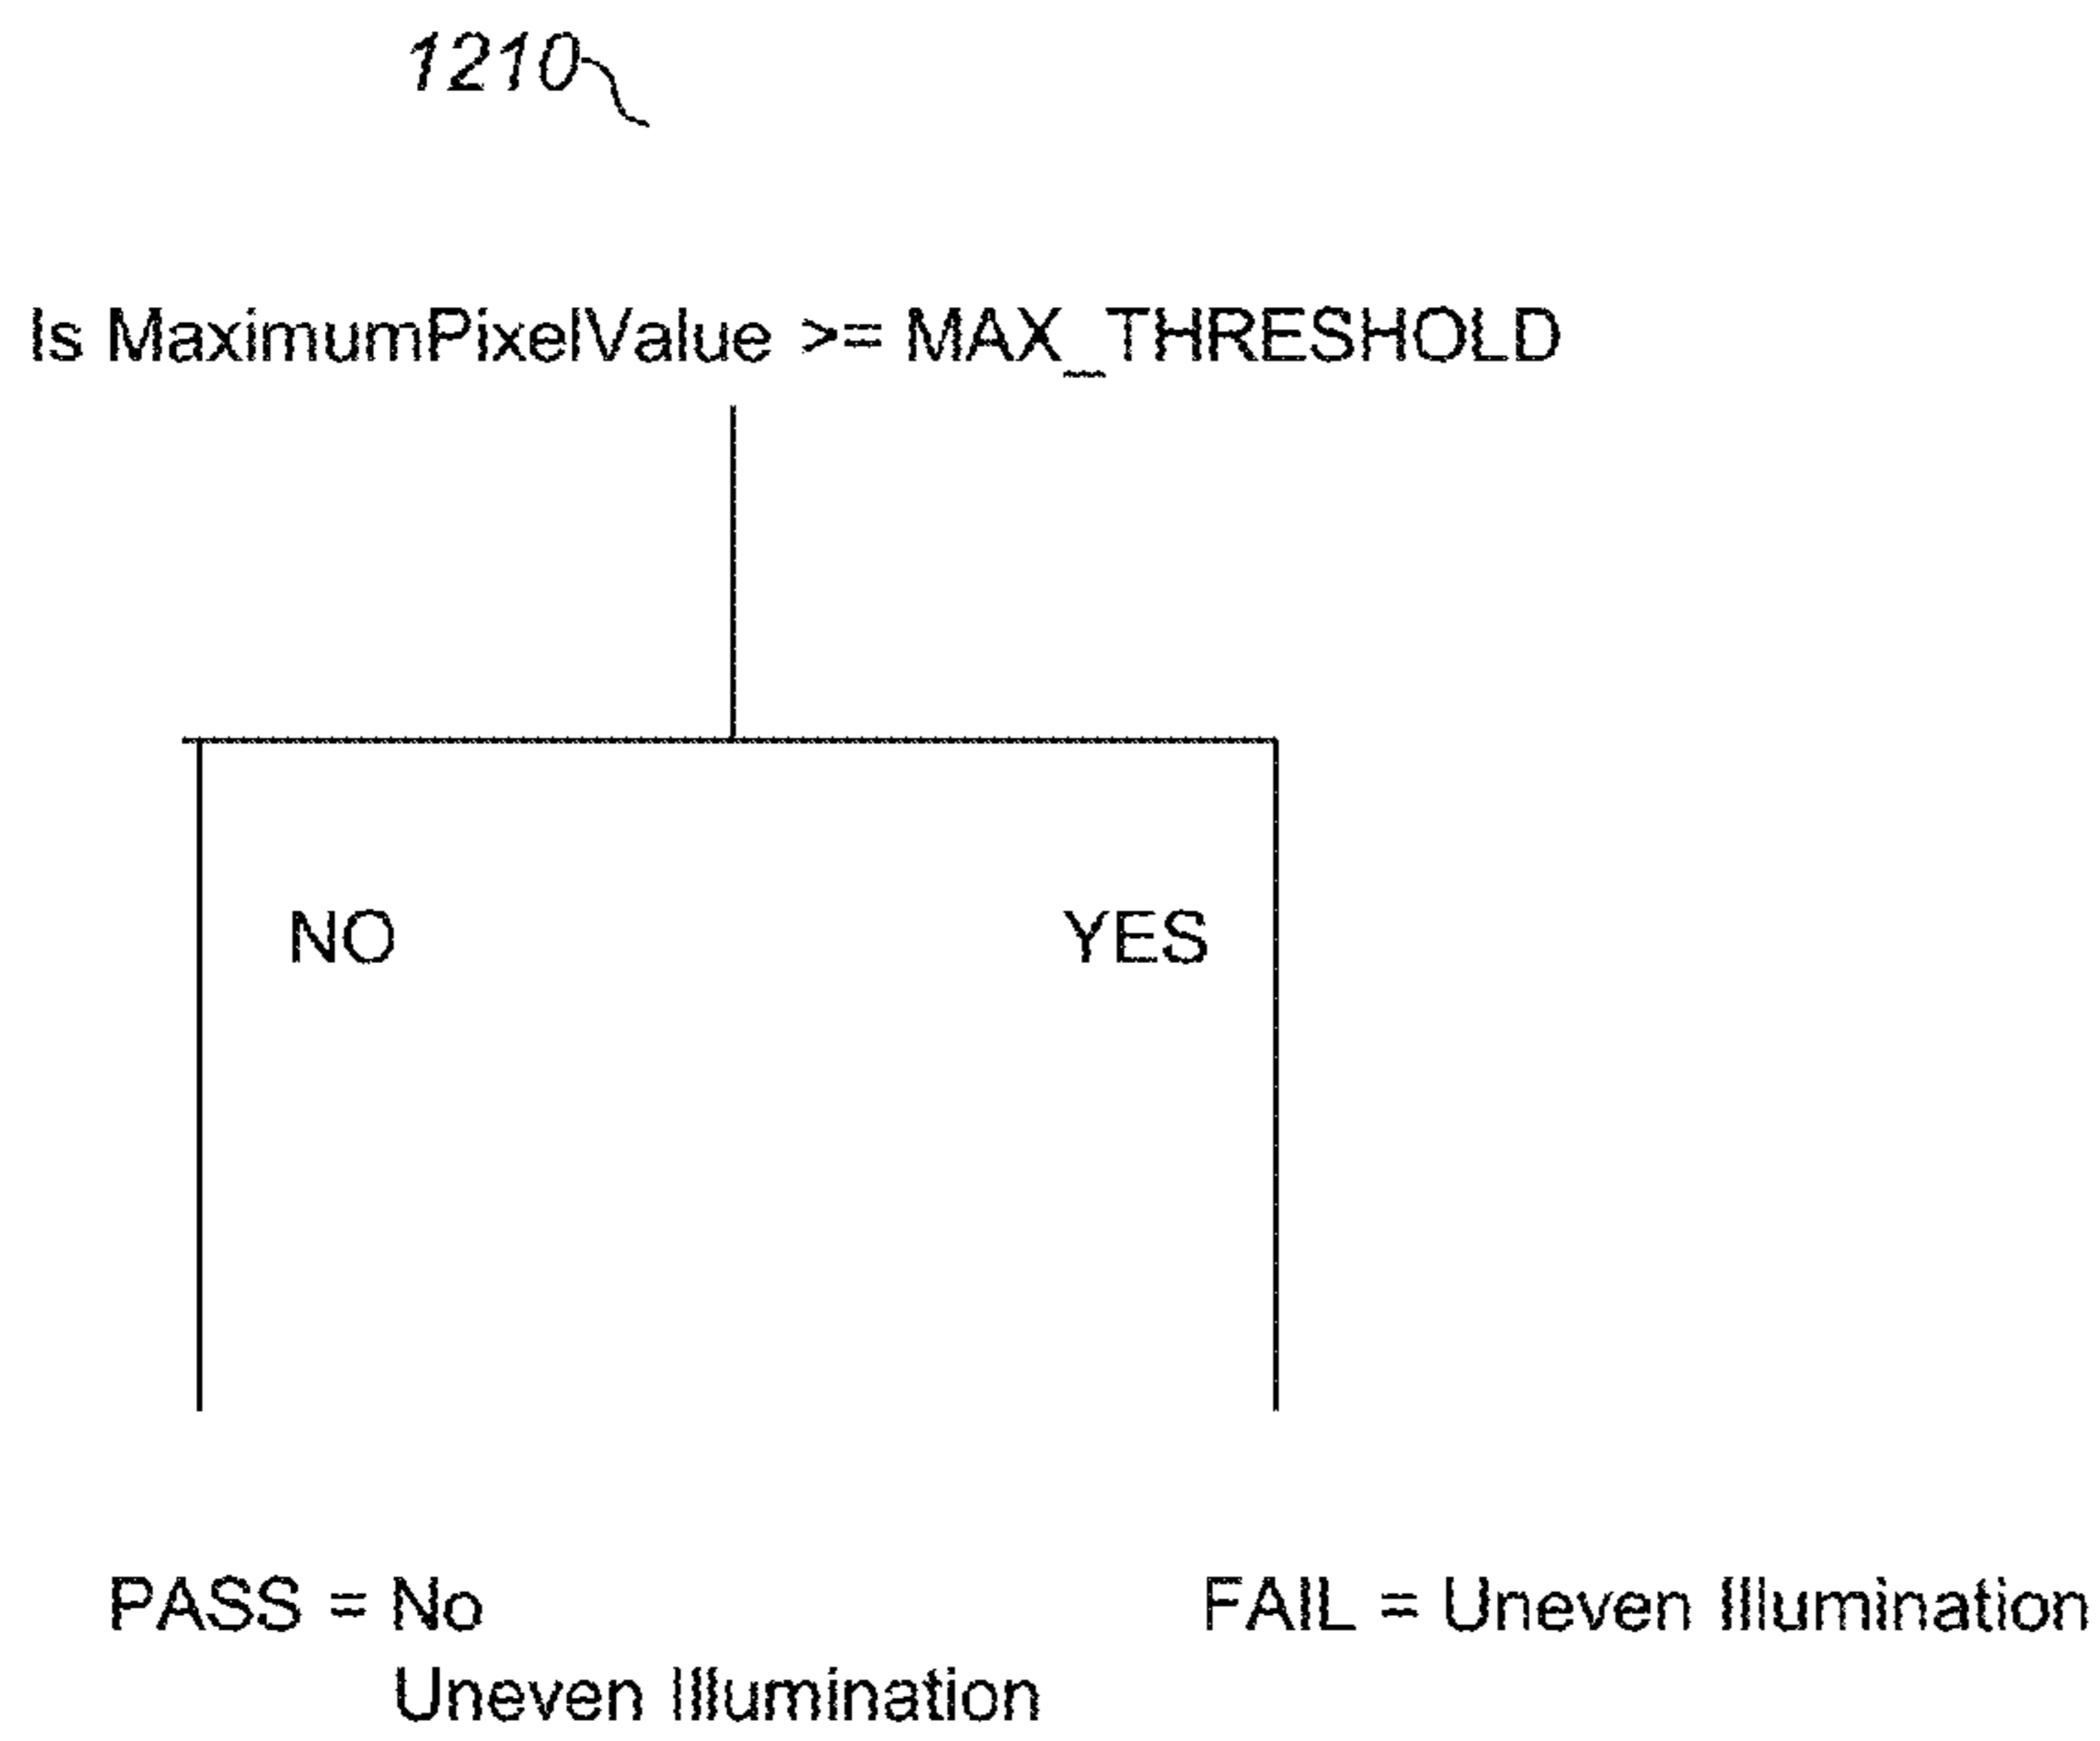 1210
Is MaximumPixelValue >= MAX_THRESHOLD
NO
YES
PASS = No
Uneven Illumination
FAIL = Uneven Illumination